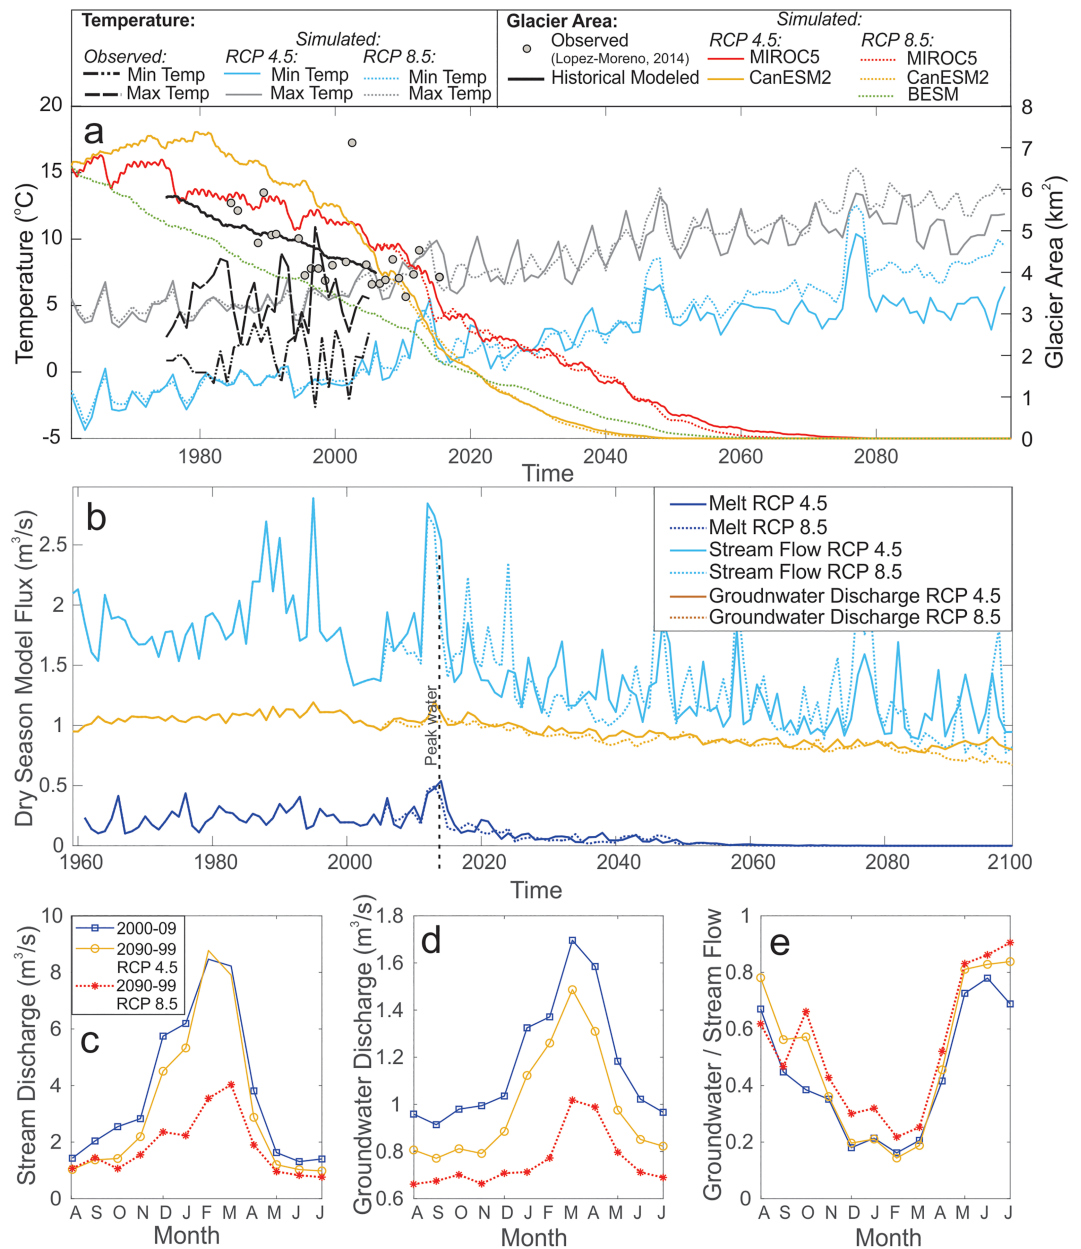 Temperature:
Simulated:
Observed: RCP 4.5: RCP 8.5:
Min Temp Min Temp Min Temp
Max Temp Max Temp Max Temp
Glacier Area: Simulated:
Observed RCP 4.5: RCP 8.5:
(Lopez-Moreno, 2014) MIROC5 MIROC5
Historical Modeled CanESM2 CanESM2
BESM
a
Temperature (°C)
20
15
10
5
0
-5
Glacier Area (km²)
8
7
6
5
4
3
2
1
0
1980 2000 2020 2040 2060 2080
Time
b
Dry Season Model Flux (m³/s)
2.5
2
1.5
1
0.5
0
Peak water
Melt RCP 4.5
Melt RCP 8.5
Stream Flow RCP 4.5
Stream Flow RCP 8.5
Groudnwater Discharge RCP 4.5
Groundwater Discharge RCP 8.5
1960 1980 2000 2020 2040 2060 2080 2100
Time
c
Stream Discharge (m³/s)
10
8
6
4
2
0
2000-09
2090-99
RCP 4.5
2090-99
RCP 8.5
A S O N D J F M A M J J
Month
d
Groundwater Discharge (m³/s)
1.8
1.6
1.4
1.2
1
0.8
0.6
A S O N D J F M A M J J
Month
e
Groundwater / Stream Flow
1
0.8
0.6
0.4
0.2
0
A S O N D J F M A M J J
Month